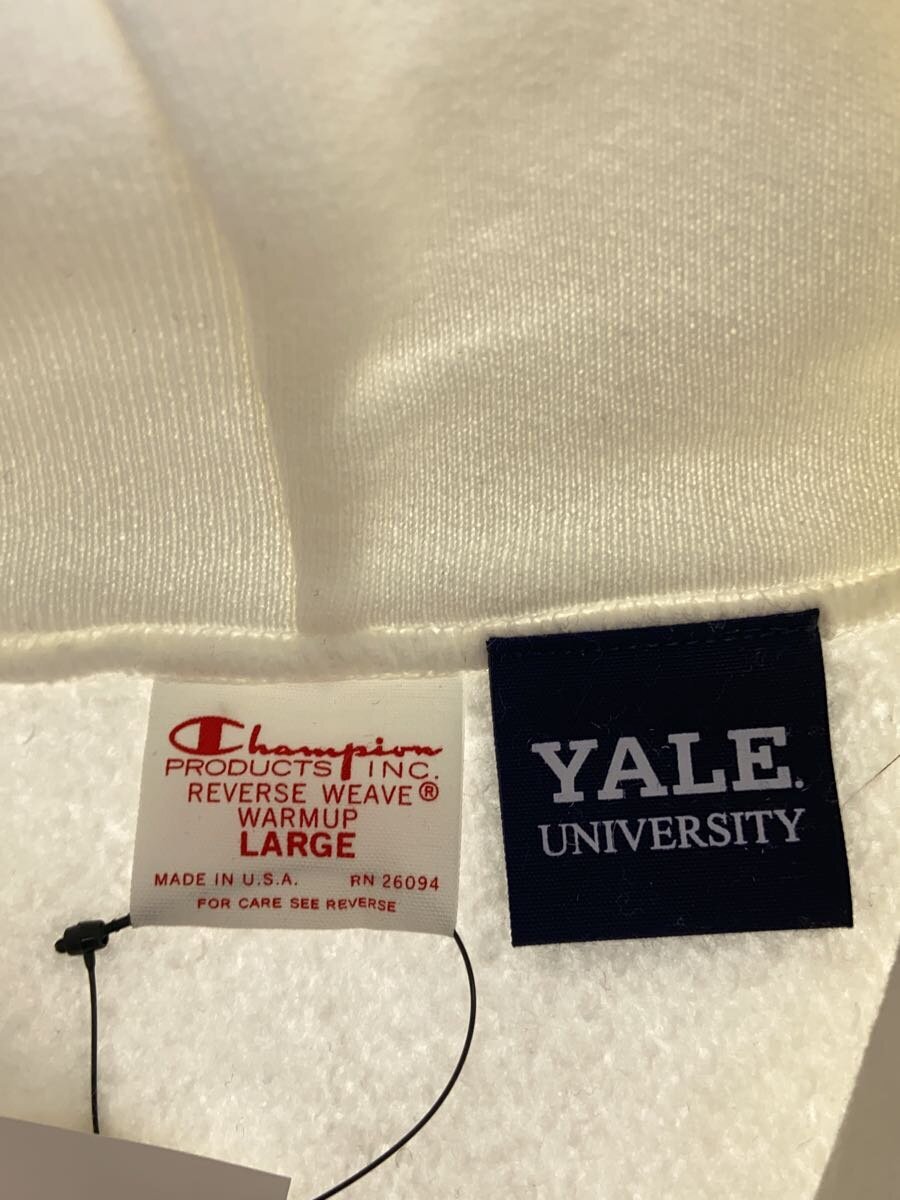 Champion
PRODUCTS INC.
REVERSE WEAVE®
WARMUP
LARGE
MADE IN U.S.A. RN 26094
FOR CARE SEE REVERSE
YALE.
UNIVERSITY